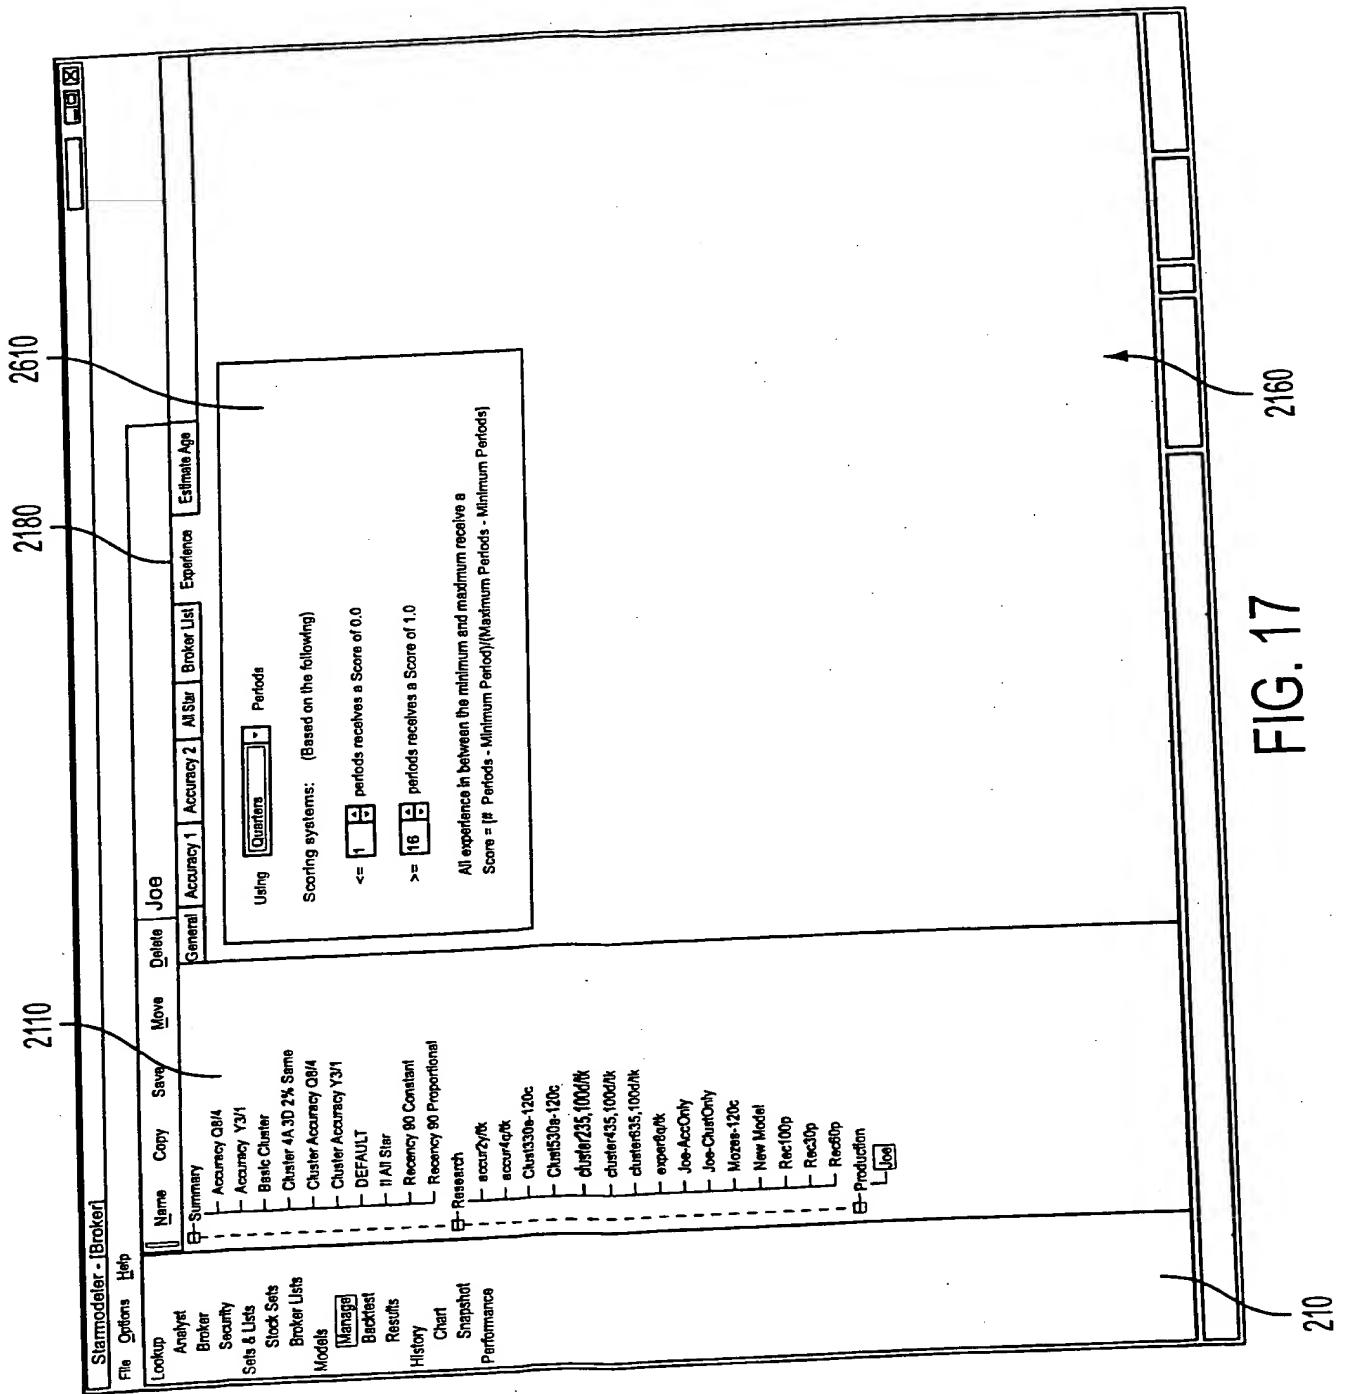 Starmodeler - [Broker]
File Options Help
Lookup
Analyst
Broker
Security
Sets & Lists
Stock Sets
Broker Lists
Models
Manage
Backtest
Results
History
Chart
Snapshot
Performance
Name Copy Save Move Delete Joe
Summary
Accuracy Q8/4
Accuracy Y3/1
Basic Cluster
Cluster 4A 3D 2% Same
Cluster Accuracy Q8/4
Cluster Accuracy Y3/1
DEFAULT
!! All Star
Recency 90 Constant
Recency 90 Proportional
Research
accur2y/tk
accur4q/tk
Clust330s-120c
Clust530s-120c
cluster235,100d/tk
cluster435,100d/tk
cluster635,100d/tk
exper8q/tk
Joe-AccOnly
Joe-ClustOnly
Mozes-120c
New Model
Rec100p
Rec30p
Rec60p
Production
Joe
General Accuracy 1 Accuracy 2 All Star Broker List Experience Estimate Age
Using Quarters Periods
Scoring systems: (Based on the following)
<= 1 periods receives a Score of 0.0
>= 16 periods receives a Score of 1.0
All experience in between the minimum and maximum receive a
Score = [# Periods - Minimum Period)/(Maximum Periods - Minimum Periods]
2110
2180
2610
210
2160
FIG. 17